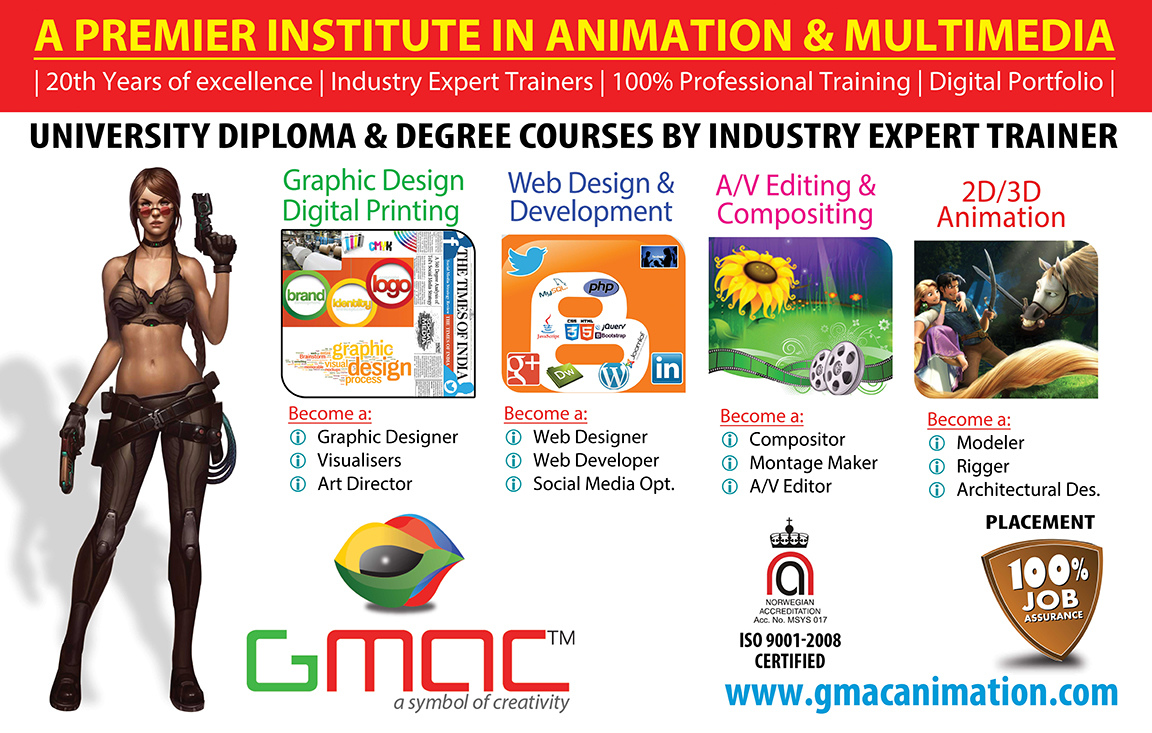 A PREMIER INSTITUTE IN ANIMATION & MULTIMEDIA
| 20th Years of excellence | Industry Expert Trainers | 100% Professional Training | Digital Portfolio |
UNIVERSITY DIPLOMA & DEGREE COURSES BY INDUSTRY EXPERT TRAINER
Graphic Design
Digital Printing
CMYK
brand
identity
logo
THE TIMES OF INDIA
graphic
visual design
process
Become a:
Graphic Designer
Visualisers
Art Director
Web Design &
Development
MySQL
php
JavaScript
CSS
3
HTML
5
jQuery
Bootstrap
Joomla!
g+
Dw
W
in
Become a:
Web Designer
Web Developer
Social Media Opt.
A/V Editing &
Compositing
Become a:
Compositor
Montage Maker
A/V Editor
2D/3D
Animation
Become a:
Modeler
Rigger
Architectural Des.
GMAC™
a symbol of creativity
NORWEGIAN
ACCREDITATION
Acc. No. MSYS 017
ISO 9001-2008
CERTIFIED
PLACEMENT
100%
JOB
ASSURANCE
www.gmacanimation.com